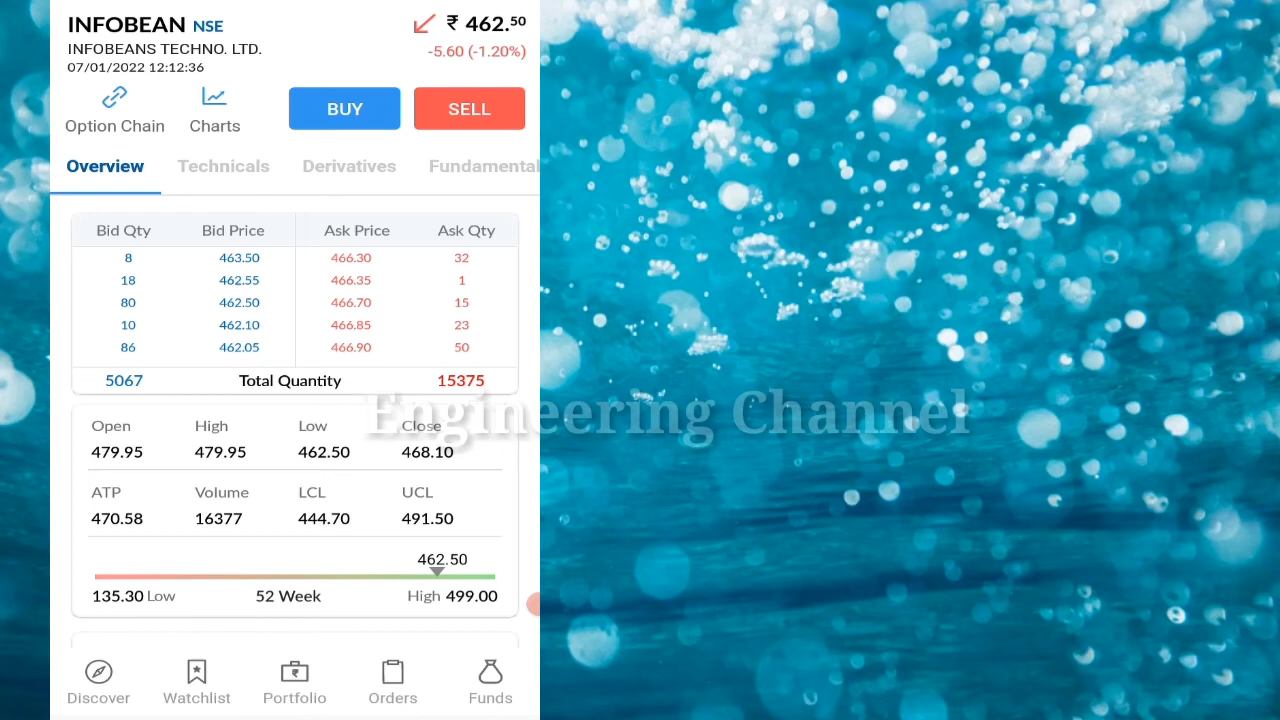 INFOBEAN NSE
₹ 462.50
INFOBEANS TECHNO. LTD.
-5.60 (-1.20%)
07/01/2022 12:12:36
Option Chain
Charts
BUY
SELL
Overview Technicals Derivatives Fundamental
Bid Qty Bid Price Ask Price Ask Qty
8 463.50 466.30 32
18 462.55 466.35 1
80 462.50 466.70 15
10 462.10 466.85 23
86 462.05 466.90 50
5067 Total Quantity 15375
Engineering Channel
Open High Low Close
479.95 479.95 462.50 468.10
ATP Volume LCL UCL
470.58 16377 444.70 491.50
462.50
135.30 Low 52 Week High 499.00
Discover Watchlist Portfolio Orders Funds